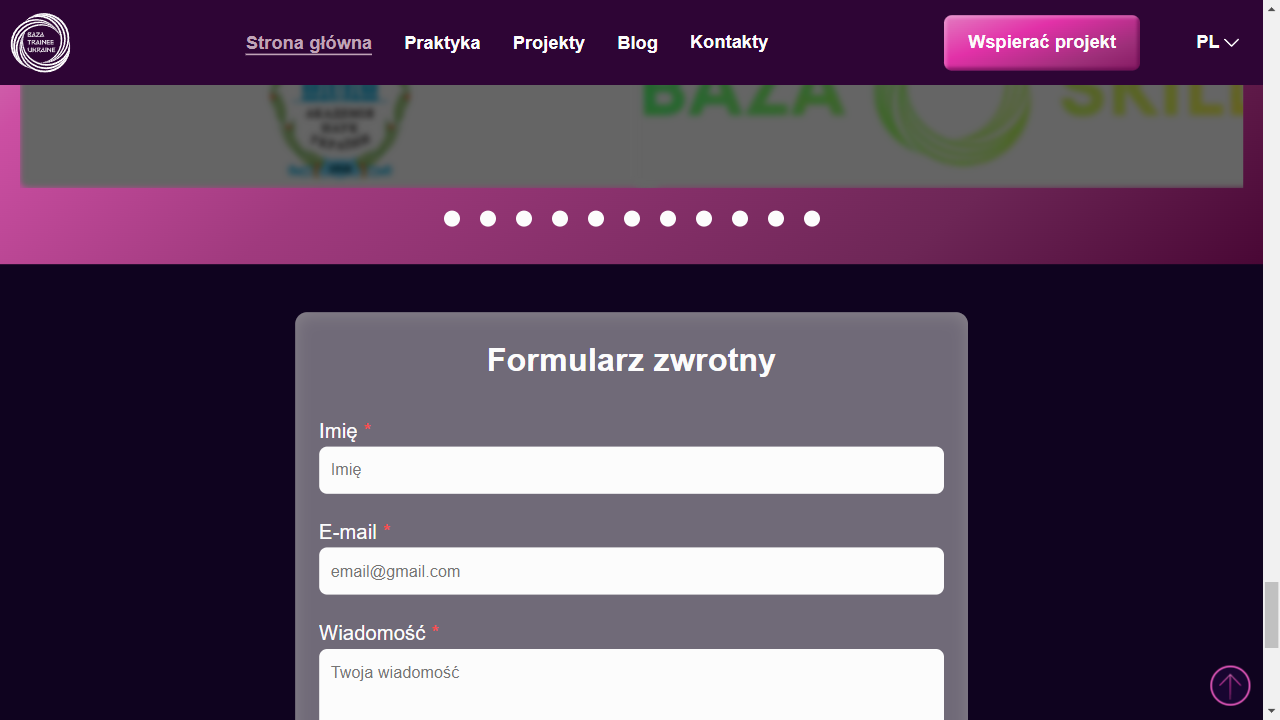 BAZA
TRAINEE
UKRAINE
Strona główna
Praktyka
Projekty
Blog
Kontakty
Wspierać projekt
PL
BAZA SKILL
Formularz zwrotny
Imię *
Imię
E-mail *
email@gmail.com
Wiadomość *
Twoja wiadomość